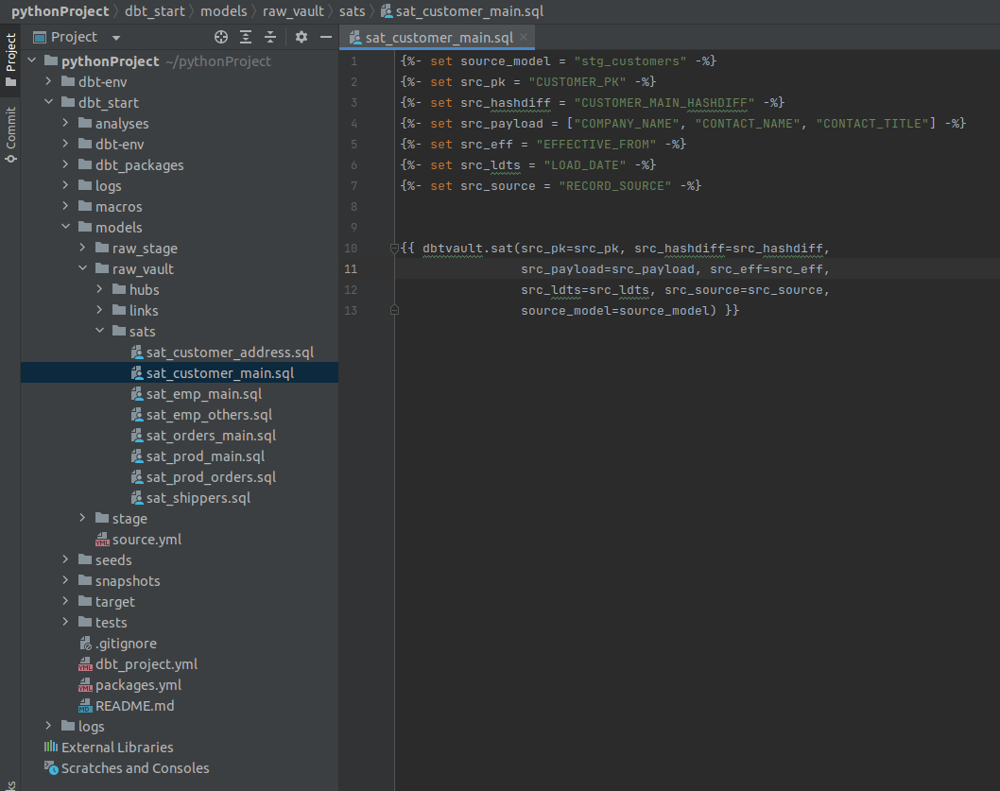 pythonProject dbt_start models raw_vault sats sat_customer_main.sql
Project
Commit
Project
pythonProject ~/pythonProject
dbt-env
dbt_start
analyses
dbt-env
dbt_packages
logs
macros
models
raw_stage
raw_vault
hubs
links
sats
sat_customer_address.sql
sat_customer_main.sql
sat_emp_main.sql
sat_emp_others.sql
sat_orders_main.sql
sat_prod_main.sql
sat_prod_orders.sql
sat_shippers.sql
stage
source.yml
seeds
snapshots
target
tests
.gitignore
dbt_project.yml
packages.yml
README.md
logs
External Libraries
Scratches and Consoles
sat_customer_main.sql
1 {%- set source_model = "stg_customers" -%}
2 {%- set src_pk = "CUSTOMER_PK" -%}
3 {%- set src_hashdiff = "CUSTOMER_MAIN_HASHDIFF" -%}
4 {%- set src_payload = ["COMPANY_NAME", "CONTACT_NAME", "CONTACT_TITLE"] -%}
5 {%- set src_eff = "EFFECTIVE_FROM" -%}
6 {%- set src_ldts = "LOAD_DATE" -%}
7 {%- set src_source = "RECORD_SOURCE" -%}
8
9
10 {{ dbtvault.sat(src_pk=src_pk, src_hashdiff=src_hashdiff,
11 src_payload=src_payload, src_eff=src_eff,
12 src_ldts=src_ldts, src_source=src_source,
13 source_model=source_model) }}